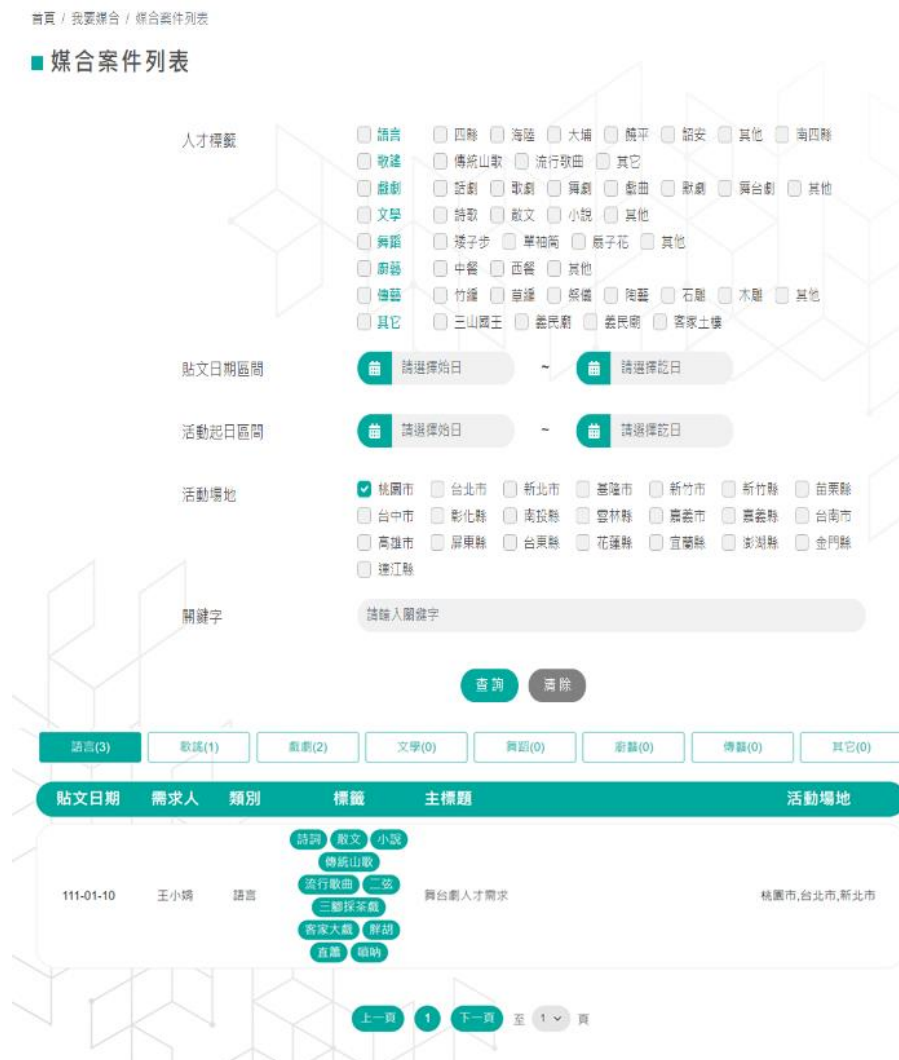 首頁 / 我要媒合 / 媒合案件列表
媒合案件列表
人才標籤
語言 四縣 海陸 大埔 饒平 詔安 其他 南四縣
歌謠 傳統山歌 流行歌曲 其它
戲劇 話劇 歌劇 舞劇 戲曲 默劇 舞台劇 其他
文學 詩歌 散文 小說 其他
舞蹈 矮子步 單袖筒 扇子花 其他
廚藝 中餐 西餐 其他
傳藝 竹編 草編 祭儀 陶藝 石雕 木雕 其他
其它 三山國王 義民廟 義民廟 客家土樓
貼文日期區間 請選擇始日 ~ 請選擇訖日
活動起日區間 請選擇始日 ~ 請選擇訖日
活動場地
桃園市 台北市 新北市 基隆市 新竹市 新竹縣 苗栗縣
台中市 彰化縣 南投縣 雲林縣 嘉義市 嘉義縣 台南市
高雄市 屏東縣 台東縣 花蓮縣 宜蘭縣 澎湖縣 金門縣
連江縣
關鍵字 請輸入關鍵字
查詢 清除
語言(3) 歌謠(1) 戲劇(2) 文學(0) 舞蹈(0) 廚藝(0) 傳藝(0) 其它(0)
貼文日期 需求人 類別 標籤 主標題 活動場地
詩詞 散文 小說
傳統山歌
流行歌曲 二弦
三腳採茶戲
111-01-10 王小嬌 語言 舞台劇人才需求 桃園市,台北市,新北市
客家大戲 胖胡
直簫 嗩吶
上一頁 1 下一頁 至 1 頁